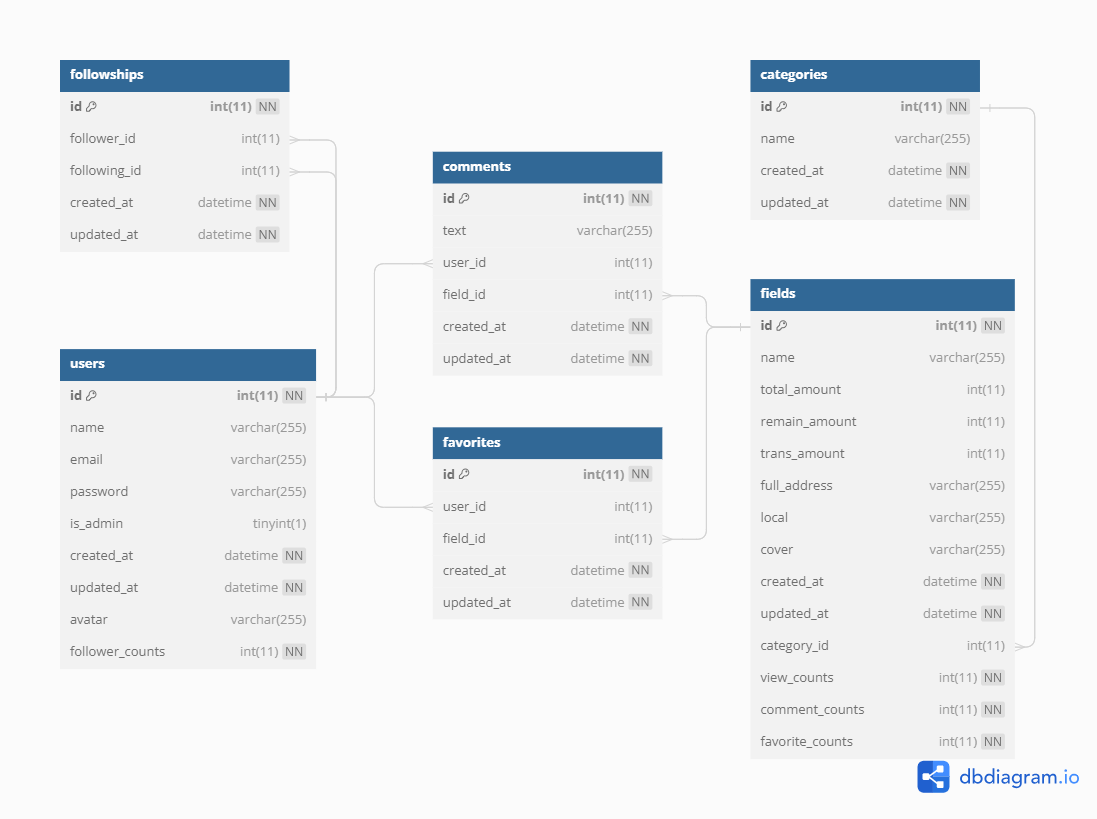 followships
id int(11) NN
follower_id int(11)
following_id int(11)
created_at datetime NN
updated_at datetime NN
users
id int(11) NN
name varchar(255)
email varchar(255)
password varchar(255)
is_admin tinyint(1)
created_at datetime NN
updated_at datetime NN
avatar varchar(255)
follower_counts int(11) NN
comments
id int(11) NN
text varchar(255)
user_id int(11)
field_id int(11)
created_at datetime NN
updated_at datetime NN
favorites
id int(11) NN
user_id int(11)
field_id int(11)
created_at datetime NN
updated_at datetime NN
categories
id int(11) NN
name varchar(255)
created_at datetime NN
updated_at datetime NN
fields
id int(11) NN
name varchar(255)
total_amount int(11)
remain_amount int(11)
trans_amount int(11)
full_address varchar(255)
local varchar(255)
cover varchar(255)
created_at datetime NN
updated_at datetime NN
category_id int(11)
view_counts int(11) NN
comment_counts int(11) NN
favorite_counts int(11) NN
dbdiagram.io